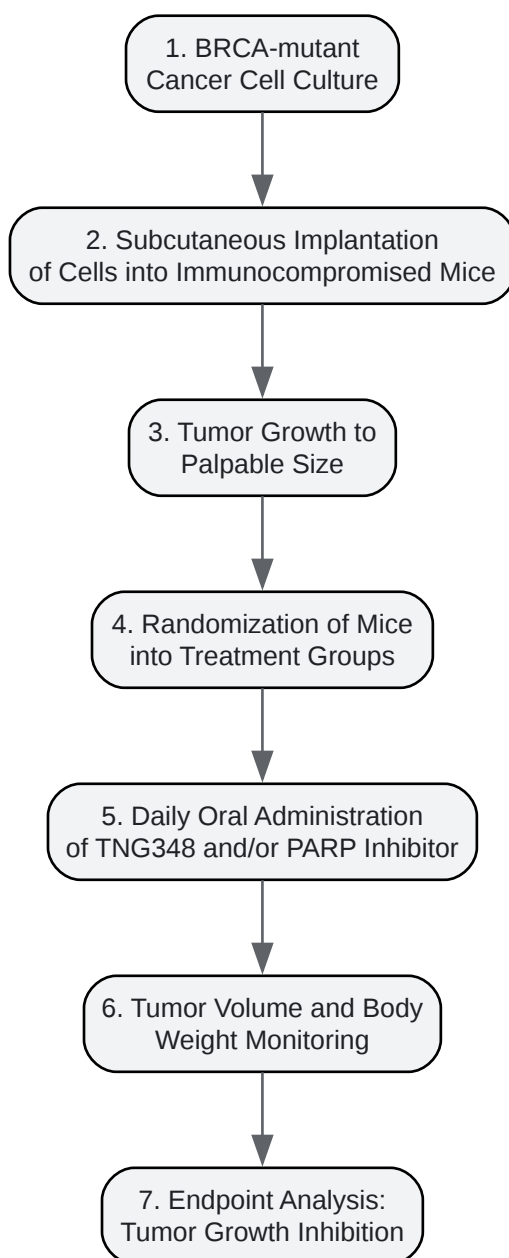 1. BRCA-mutant
Cancer Cell Culture
2. Subcutaneous Implantation
of Cells into Immunocompromised Mice
3. Tumor Growth to
Palpable Size
4. Randomization of Mice
into Treatment Groups
5. Daily Oral Administration
of TNG348 and/or PARP Inhibitor
6. Tumor Volume and Body
Weight Monitoring
7. Endpoint Analysis:
Tumor Growth Inhibition